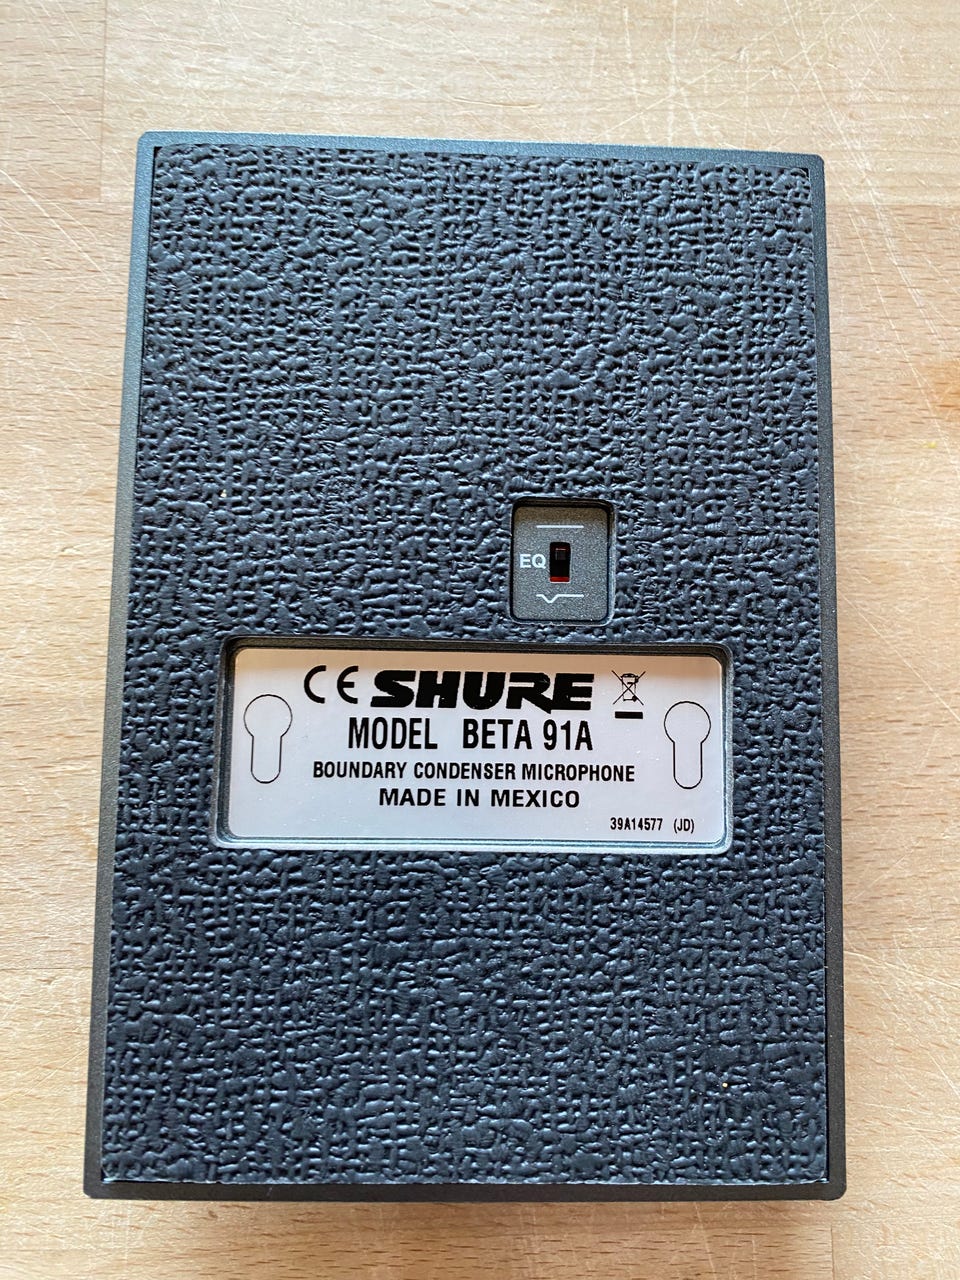 EQ
CE SHURE
MODEL BETA 91A
BOUNDARY CONDENSER MICROPHONE
MADE IN MEXICO
39A14577 (JD)